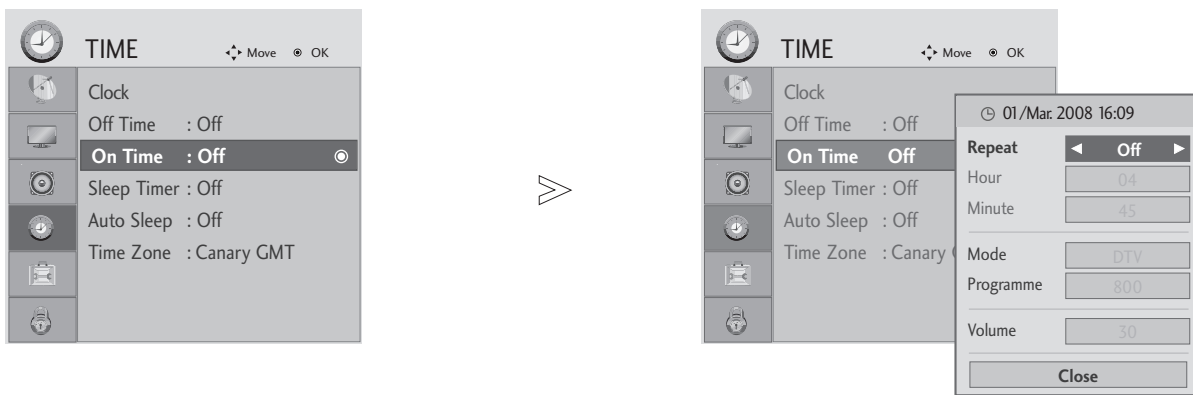 TIME
Move OK
Clock
Off Time : Off
On Time : Off
Sleep Timer : Off
Auto Sleep : Off
Time Zone : Canary GMT
TIME
Move OK
Clock
Off Time : Off
On Time Off
Sleep Timer : Off
Auto Sleep : Off
Time Zone : Canary
01/Mar. 2008 16:09
Repeat Off
Hour 04
Minute 45
Mode DTV
Programme 800
Volume 30
Close